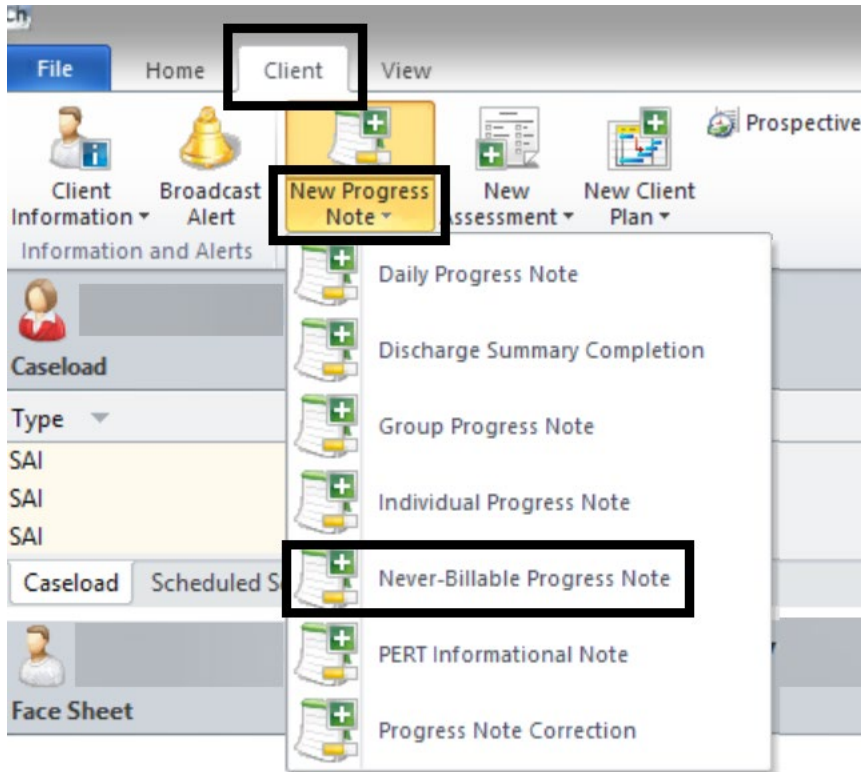 File Home Client View
Prospective
Client Information
Broadcast Alert
New Progress Note
New
New Client Plan
Information and Alerts
Daily Progress Note
Discharge Summary Completion
Caseload
Type
Group Progress Note
SAI
SAI
Individual Progress Note
SAI
Caseload Scheduled
Never-Billable Progress Note
PERT Informational Note
Face Sheet
Progress Note Correction